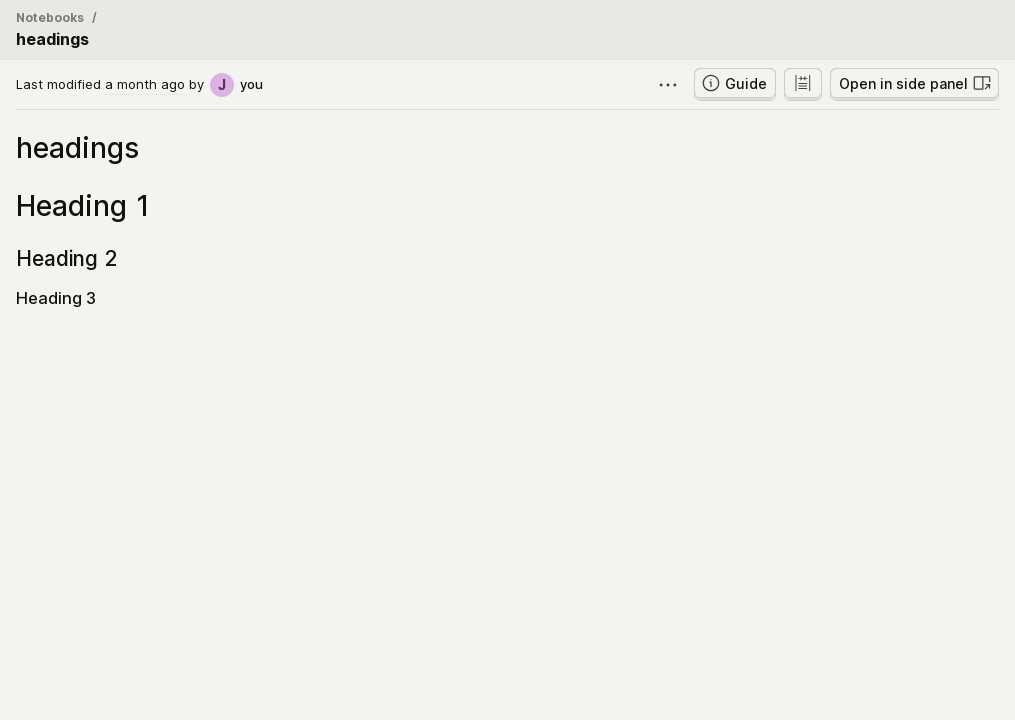 Notebooks /
headings
Last modified a month ago by J you
Guide
Open in side panel
headings
Heading 1
Heading 2
Heading 3